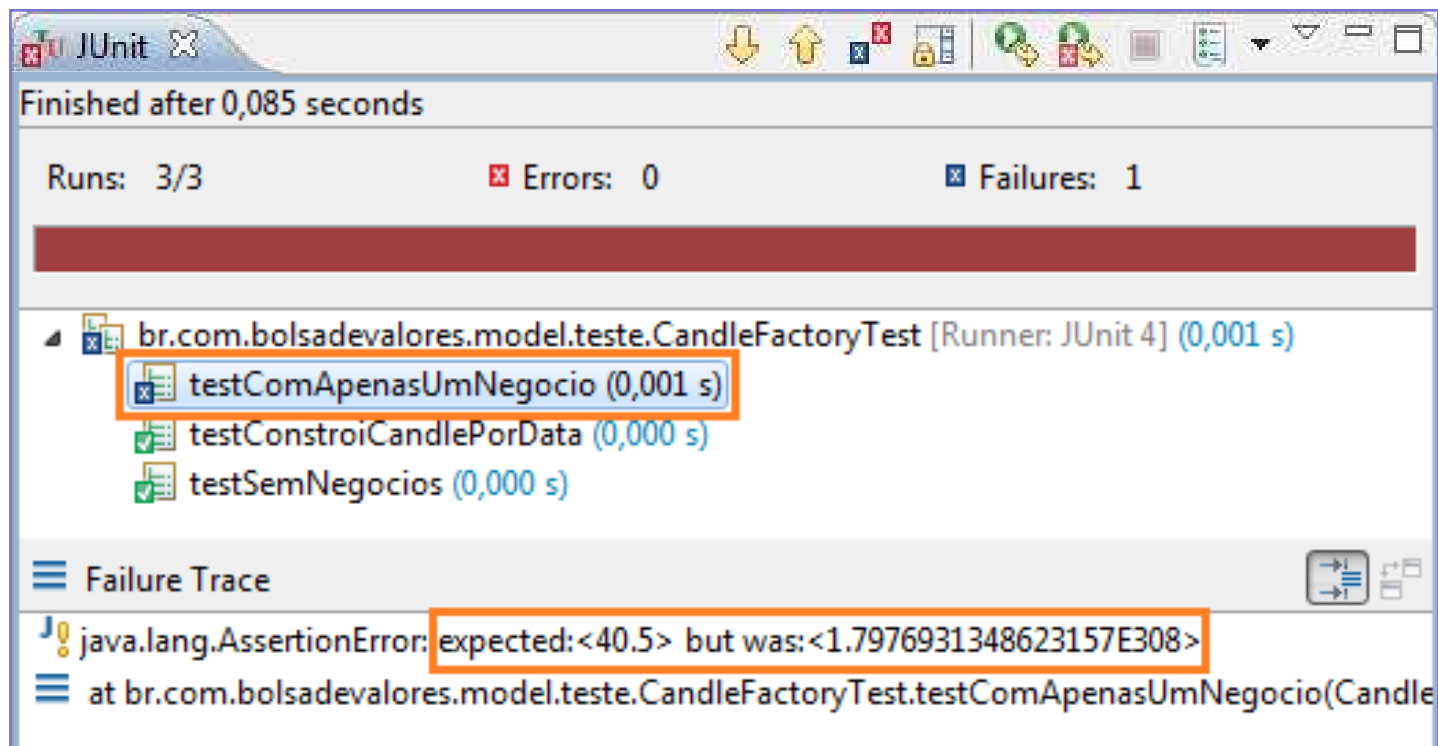 JUnit
Finished after 0,085 seconds
Runs: 3/3 Errors: 0 Failures: 1
br.com.bolsadevalores.model.teste.CandleFactoryTest [Runner: JUnit 4] (0,001 s)
testComApenasUmNegocio (0,001 s)
testConstroiCandlePorData (0,000 s)
testSemNegocios (0,000 s)
Failure Trace
java.lang.AssertionError: expected:<40.5> but was:<1.7976931348623157E308>
at br.com.bolsadevalores.model.teste.CandleFactoryTest.testComApenasUmNegocio(Candle